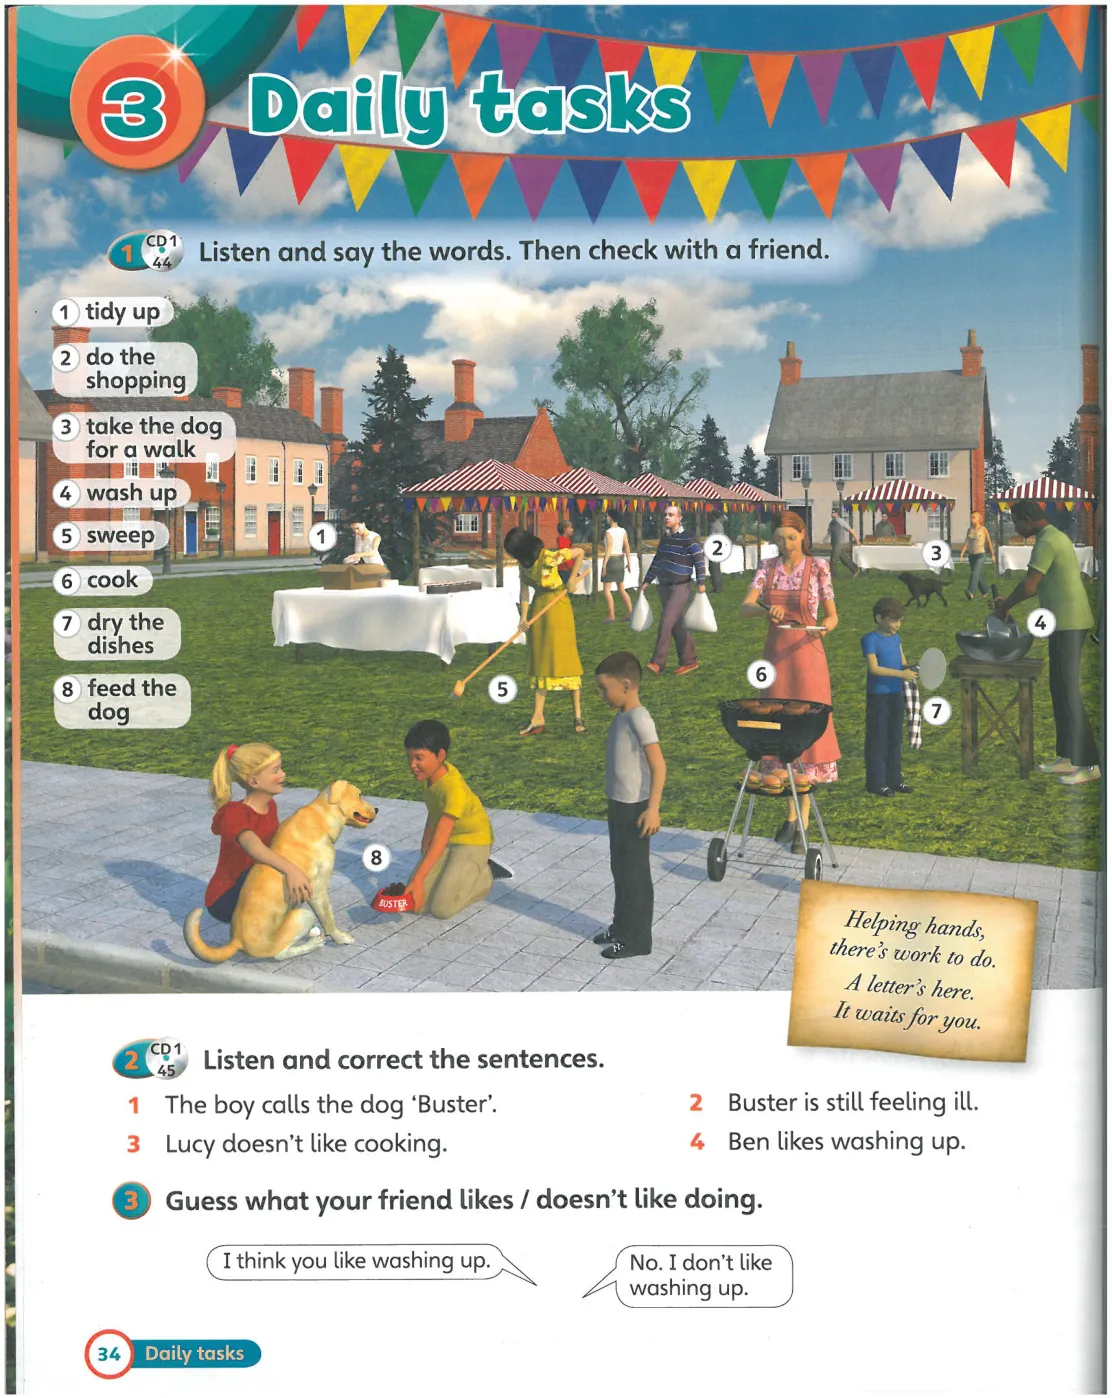 3
Daily tasks
1 CD1 44 Listen and say the words. Then check with a friend.
1 tidy up
2 do the
shopping
3 take the dog
for a walk
4 wash up
5 sweep
6 cook
7 dry the
dishes
8 feed the
dog
1
2
3
4
5
6
7
8
BUSTER
Helping hands,
there's work to do.
A letter's here.
It waits for you.
2 CD1 45 Listen and correct the sentences.
1 The boy calls the dog ‘Buster’.
2 Buster is still feeling ill.
3 Lucy doesn't like cooking.
4 Ben likes washing up.
3 Guess what your friend likes / doesn't like doing.
I think you like washing up.
No. I don't like
washing up.
34 Daily tasks